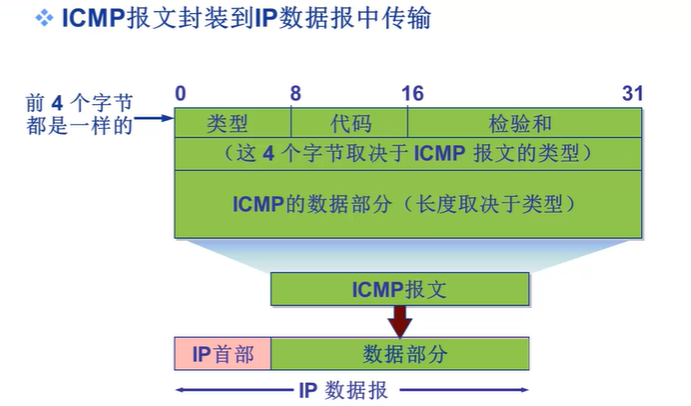 ICMP报文封装到IP数据报中传输
0 8 16 31
前 4 个字节
都是一样的
类型 代码 检验和
(这 4 个字节取决于 ICMP 报文的类型)
ICMP的数据部分(长度取决于类型)
ICMP报文
IP首部 数据部分
IP 数据报